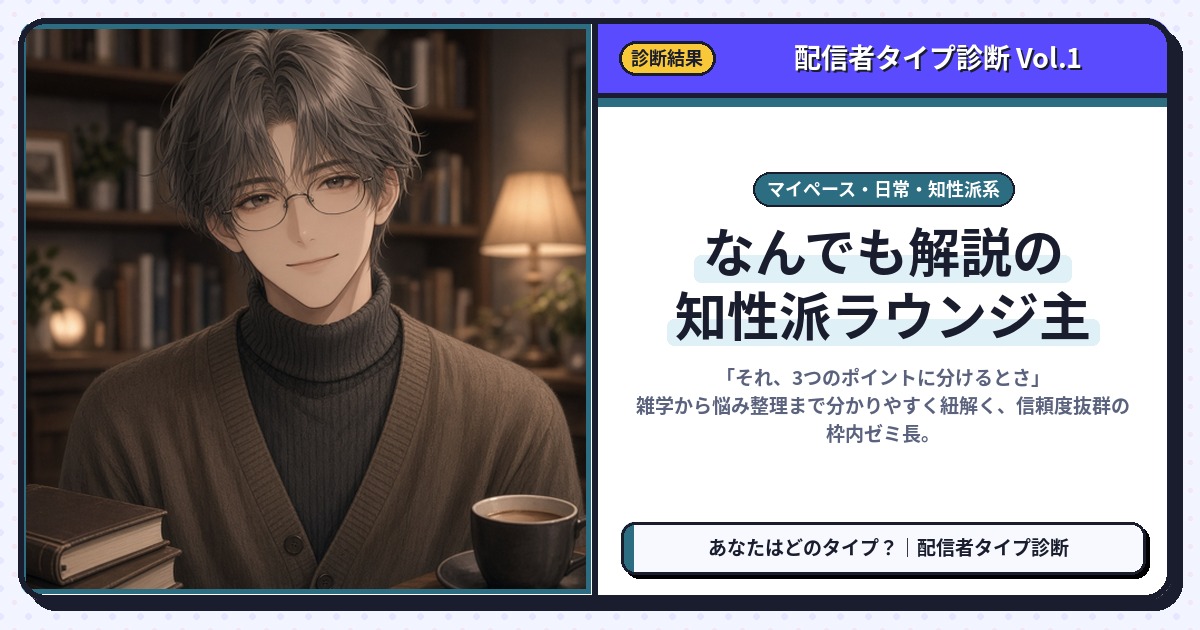 診断結果
配信者タイプ診断 Vol.1
マイペース・日常・知性派系
なんでも解説の
知性派ラウンジ主
「それ、3つのポイントに分けるとさ」
雑学から悩み整理まで分かりやすく紐解く、信頼度抜群の
枠内ゼミ長。
あなたはどのタイプ？｜配信者タイプ診断